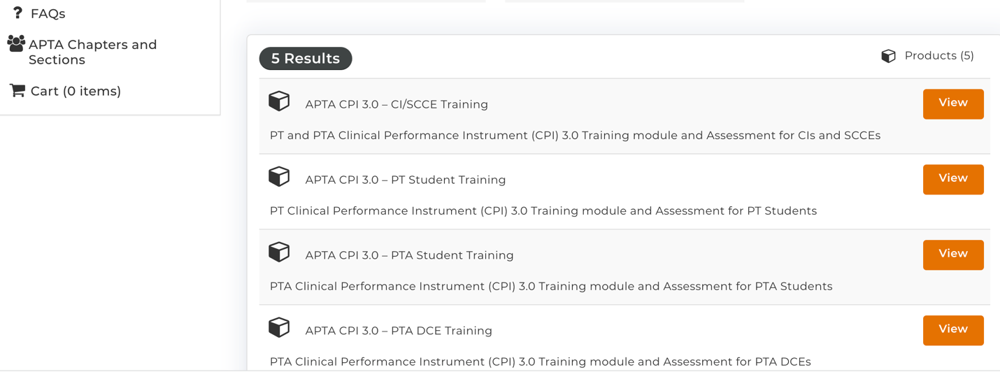 ? FAQs
APTA Chapters and
Sections
Cart (0 items)
5 Results
Products (5)
APTA CPI 3.0 – CI/SCCE Training
View
PT and PTA Clinical Performance Instrument (CPI) 3.0 Training module and Assessment for CIs and SCCEs
APTA CPI 3.0 – PT Student Training
View
PT Clinical Performance Instrument (CPI) 3.0 Training module and Assessment for PT Students
APTA CPI 3.0 – PTA Student Training
View
PTA Clinical Performance Instrument (CPI) 3.0 Training module and Assessment for PTA Students
APTA CPI 3.0 – PTA DCE Training
View
PTA Clinical Performance Instrument (CPI) 3.0 Training module and Assessment for PTA DCEs